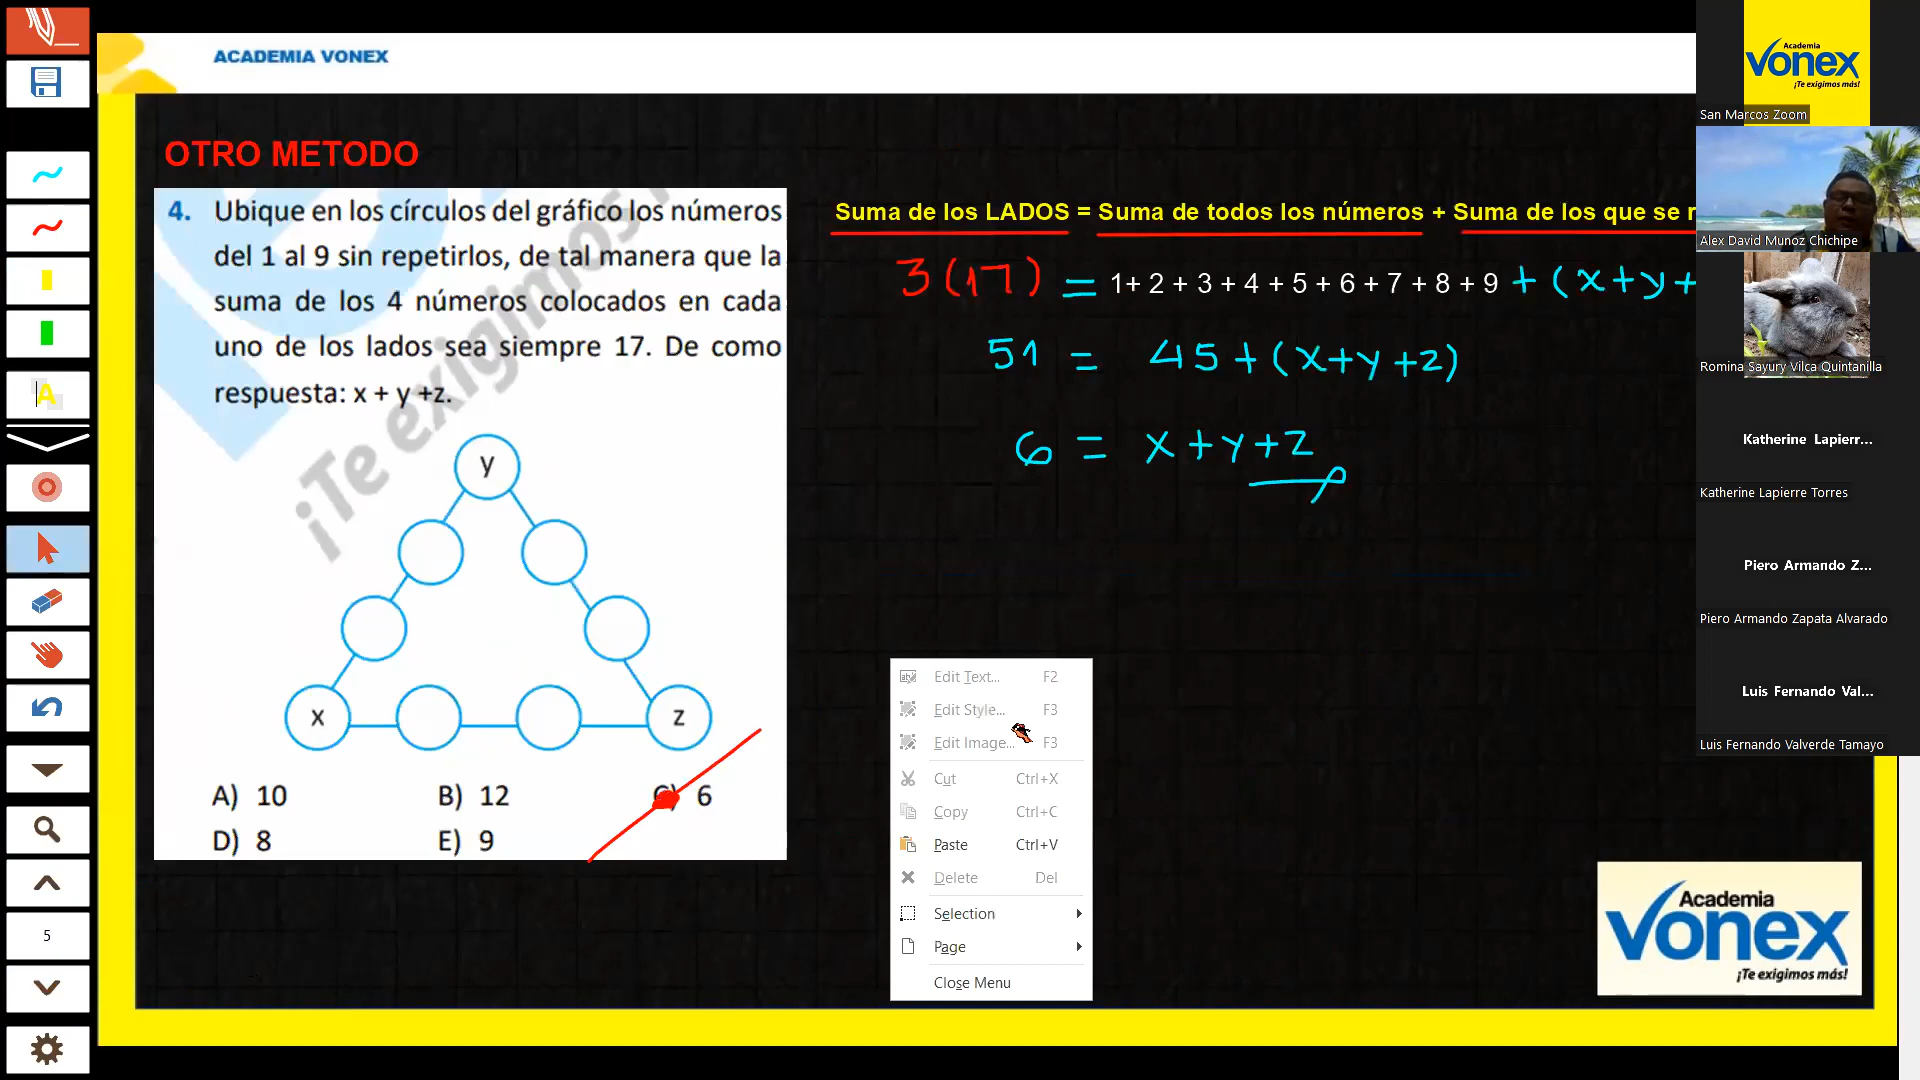 ACADEMIA VONEX
OTRO METODO
4. Ubique en los círculos del gráfico los números
del 1 al 9 sin repetirlos, de tal manera que la
suma de los 4 números colocados en cada
uno de los lados sea siempre 17. De como
respuesta: x + y +z.
¡Te exigimos
y
x
z
A) 10
B) 12
C) 6
D) 8
E) 9
Suma de los LADOS = Suma de todos los números + Suma de los que se r
3(17) = 1+ 2 + 3 + 4 + 5 + 6 + 7 + 8 + 9 + (x+y+
51 = 45+(x+y+z)
6 = x+y+z
Edit Text... F2
Edit Style... F3
Edit Image... F3
Cut Ctrl+X
Copy Ctrl+C
Paste Ctrl+V
Delete Del
Selection
Page
Close Menu
Academia
vonex
¡Te exigimos más!
San Marcos Zoom
Alex David Munoz Chichipe
Romina Sayury Vilca Quintanilla
Katherine Lapierr...
Katherine Lapierre Torres
Piero Armando Z...
Piero Armando Zapata Alvarado
Luis Fernando Val...
Luis Fernando Valverde Tamayo
Academia
vonex
¡Te exigimos más!
A
5